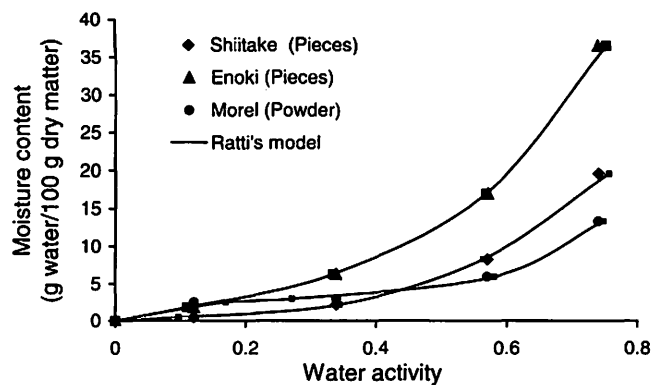 Moisture content
(g water/100 g dry matter)
40
35
30
25
20
15
10
5
0
Shiitake (Pieces)
Enoki (Pieces)
Morel (Powder)
Ratti's model
0
0.2
0.4
0.6
0.8
Water activity